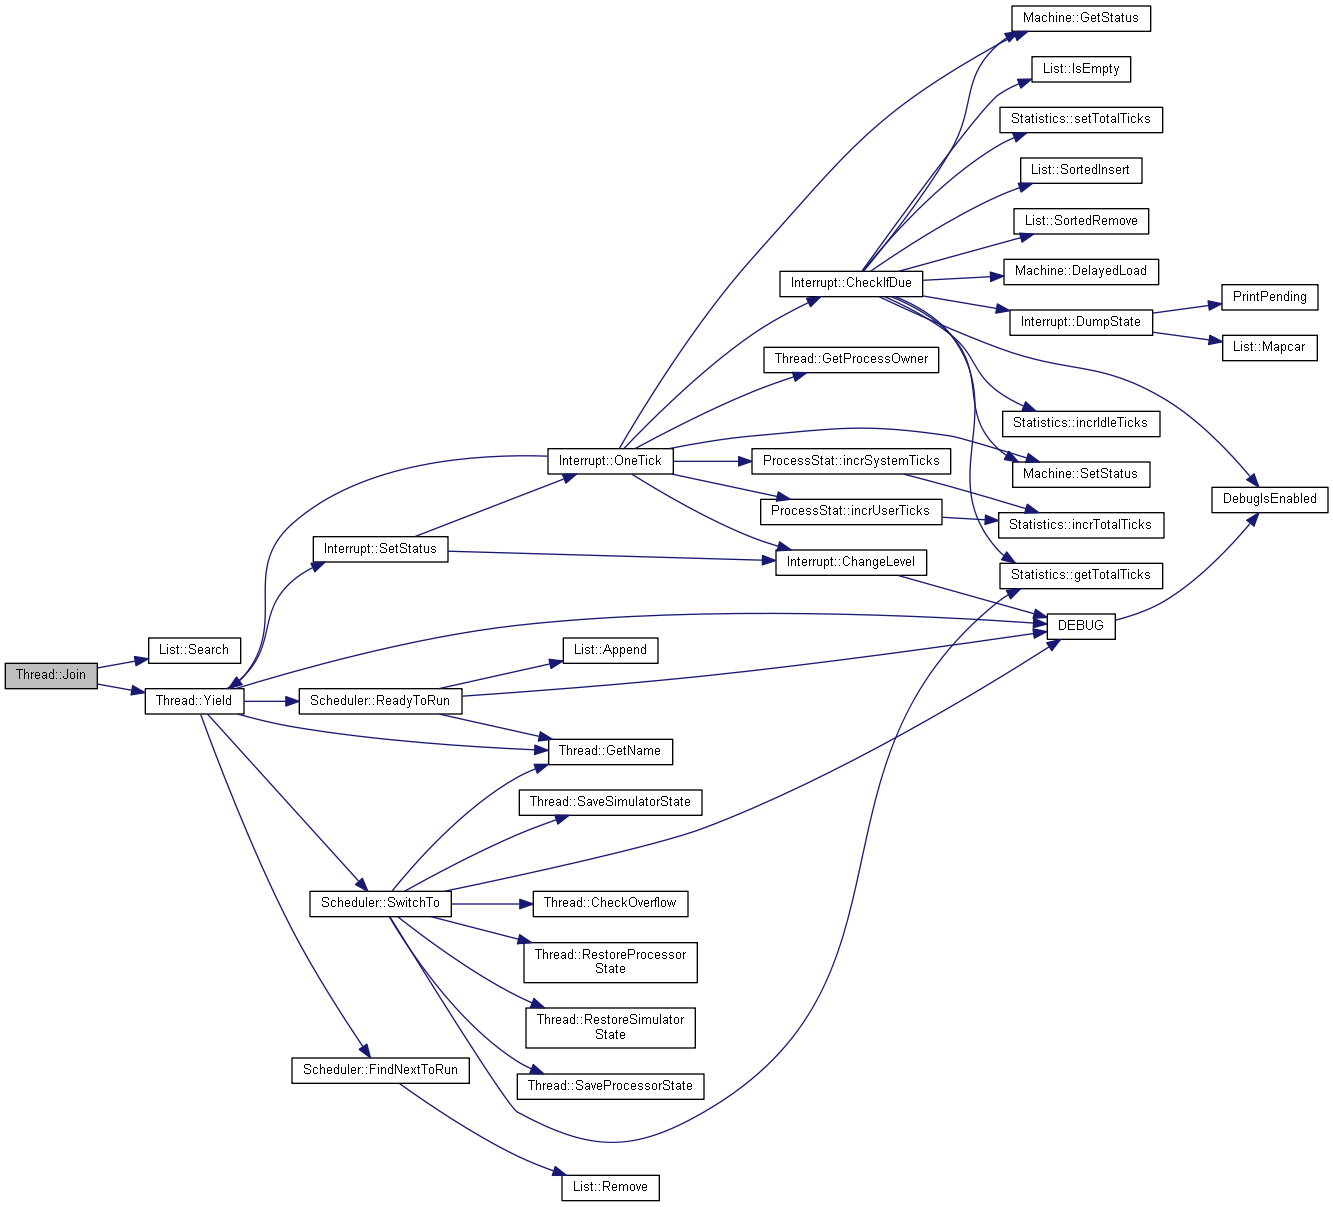 Machine::GetStatus
List::IsEmpty
Statistics::setTotalTicks
List::SortedInsert
List::SortedRemove
Machine::DelayedLoad
Interrupt::CheckIfDue
PrintPending
Interrupt::DumpState
List::Mapcar
Thread::GetProcessOwner
Statistics::incrIdleTicks
Interrupt::OneTick
ProcessStat::incrSystemTicks
Machine::SetStatus
DebugIsEnabled
ProcessStat::incrUserTicks
Statistics::incrTotalTicks
Interrupt::SetStatus
Interrupt::ChangeLevel
Statistics::getTotalTicks
DEBUG
List::Search
List::Append
Thread::Join
Thread::Yield
Scheduler::ReadyToRun
Thread::GetName
Thread::SaveSimulatorState
Scheduler::SwitchTo
Thread::CheckOverflow
Thread::RestoreProcessor
State
Thread::RestoreSimulator
State
Scheduler::FindNextToRun
Thread::SaveProcessorState
List::Remove